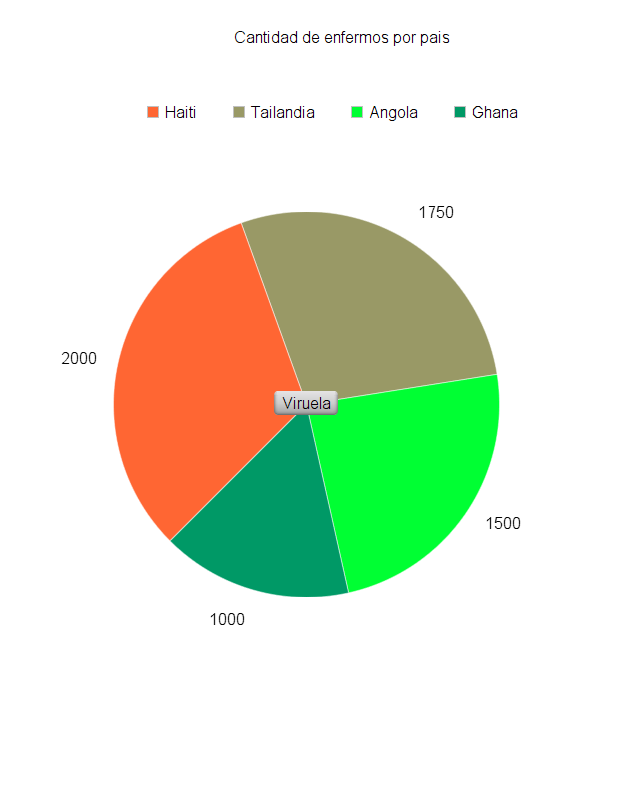 Cantidad de enfermos por pais
Haiti Tailandia Angola Ghana
1750
2000
Viruela
1500
1000